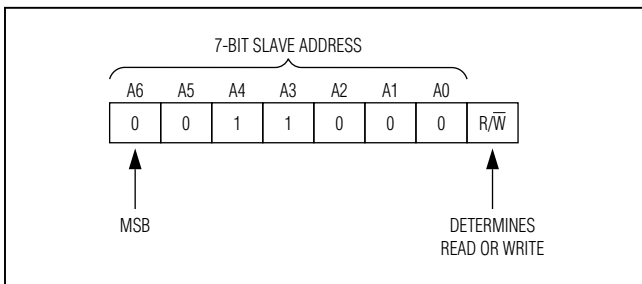 7-BIT SLAVE ADDRESS
A6 A5 A4 A3 A2 A1 A0
0 0 1 1 0 0 0 R/W̅
MSB
DETERMINES
READ OR WRITE